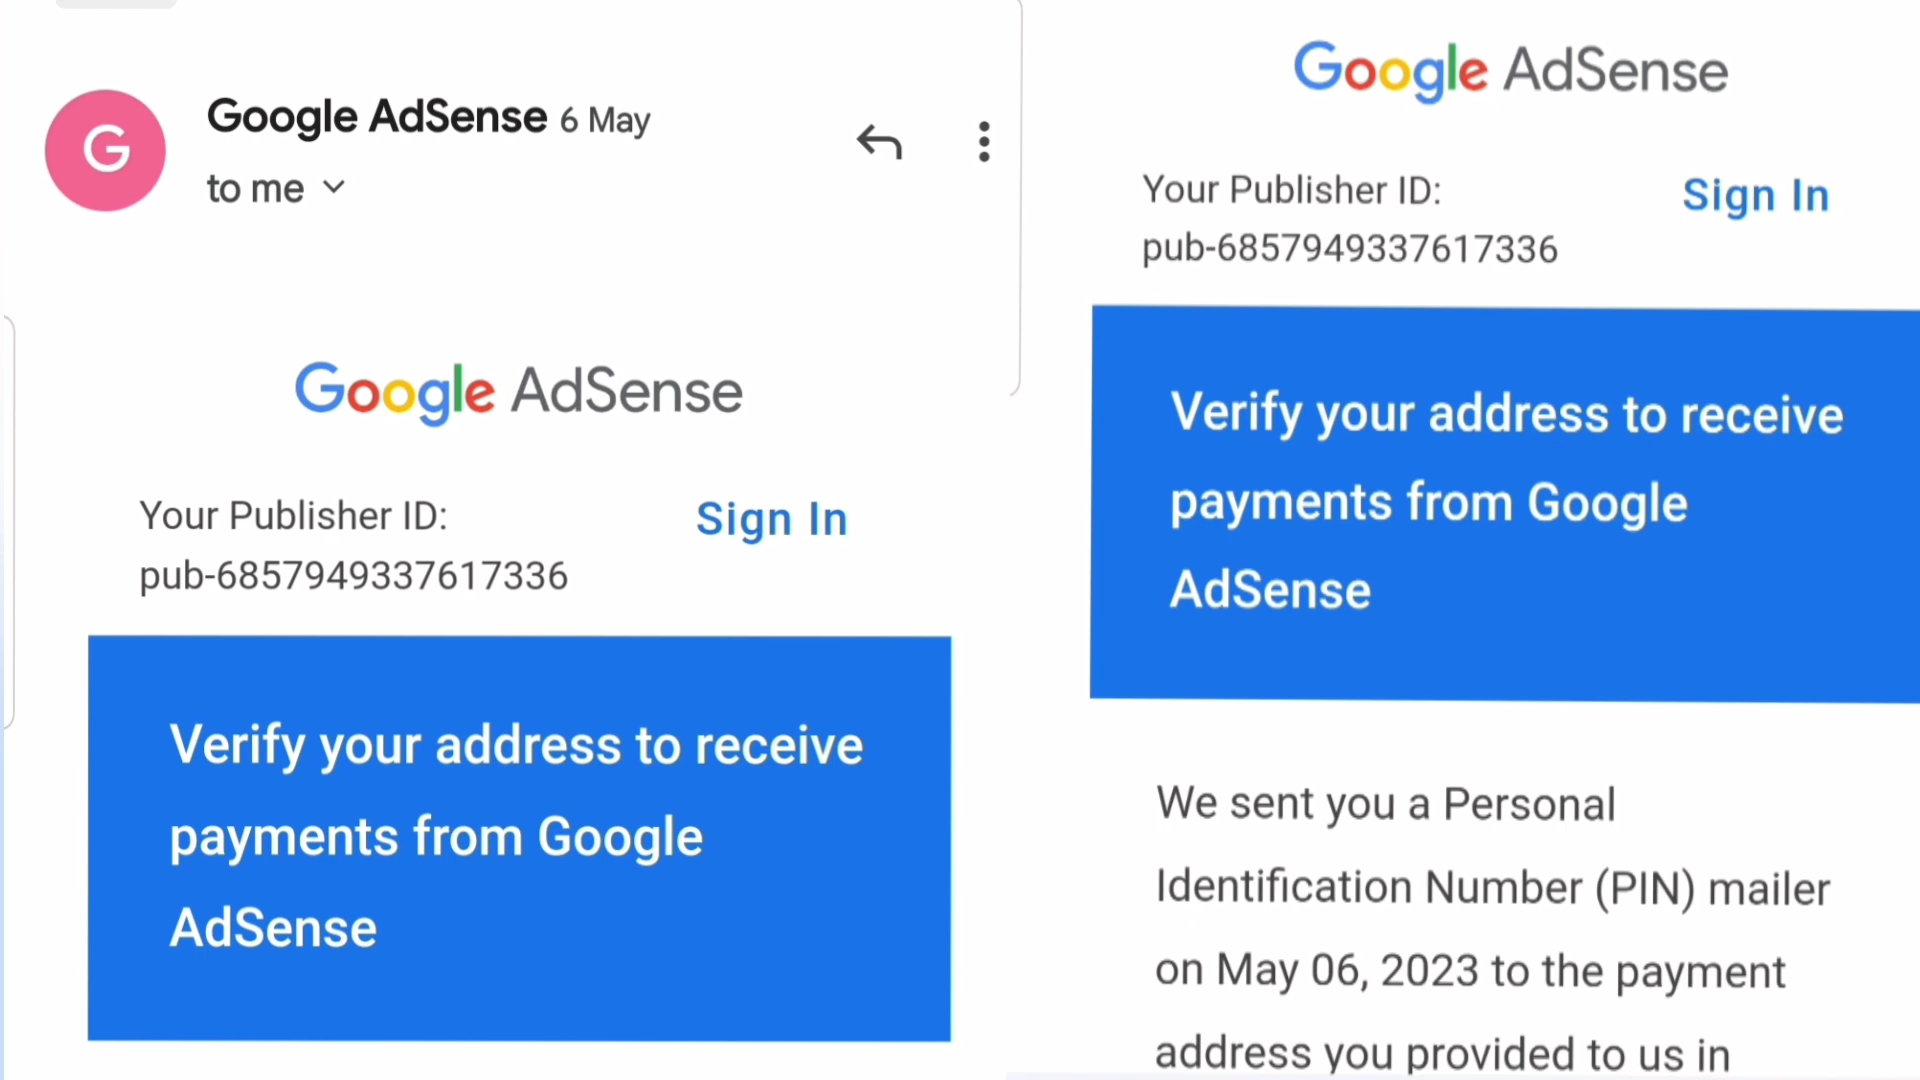 Google AdSense 6 May
to me
G
Google AdSense
Your Publisher ID:
Sign In
pub-6857949337617336
Verify your address to receive
payments from Google
AdSense
Google AdSense
Your Publisher ID:
Sign In
pub-6857949337617336
Verify your address to receive
payments from Google
AdSense
We sent you a Personal
Identification Number (PIN) mailer
on May 06, 2023 to the payment
address you provided to us in